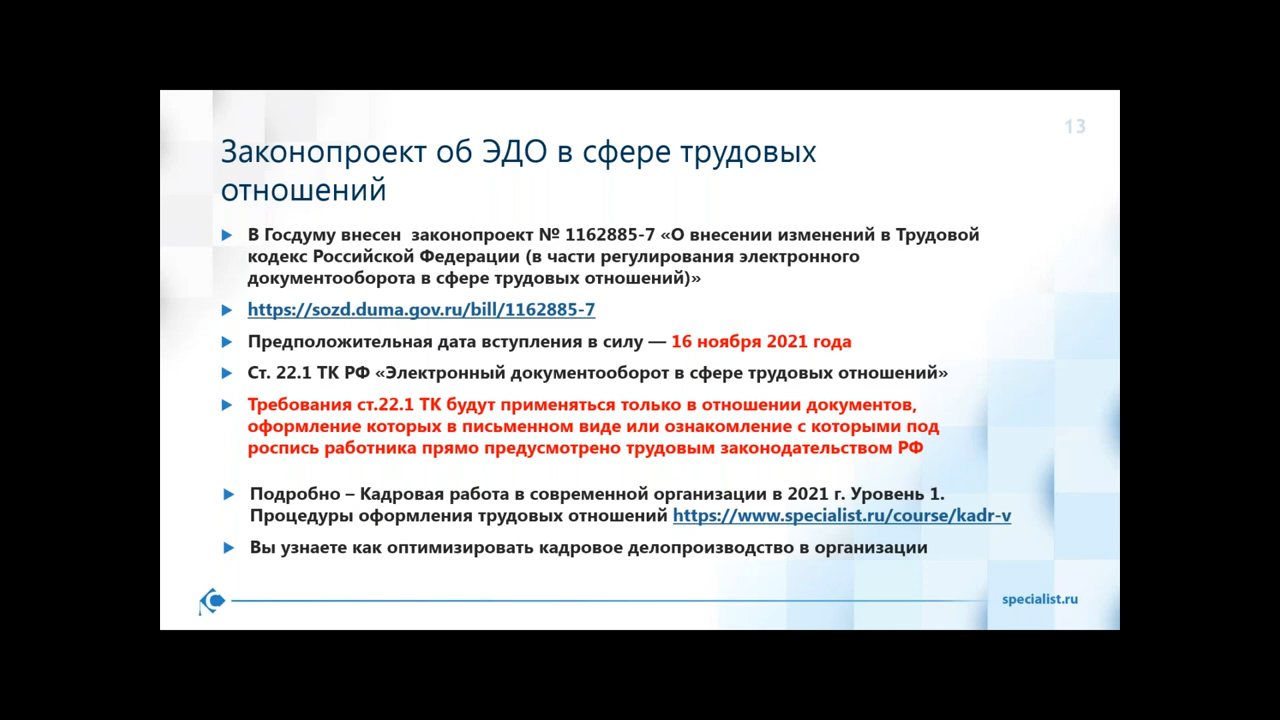 13
Законопроект об ЭДО в сфере трудовых
отношений
В Госдуму внесен законопроект № 1162885-7 «О внесении изменений в Трудовой
кодекс Российской Федерации (в части регулирования электронного
документооборота в сфере трудовых отношений)»
https://sozd.duma.gov.ru/bill/1162885-7
Предположительная дата вступления в силу — 16 ноября 2021 года
Ст. 22.1 ТК РФ «Электронный документооборот в сфере трудовых отношений»
Требования ст.22.1 ТК будут применяться только в отношении документов,
оформление которых в письменном виде или ознакомление с которыми под
роспись работника прямо предусмотрено трудовым законодательством РФ
Подробно – Кадровая работа в современной организации в 2021 г. Уровень 1.
Процедуры оформления трудовых отношений https://www.specialist.ru/course/kadr-v
Вы узнаете как оптимизировать кадровое делопроизводство в организации
specialist.ru